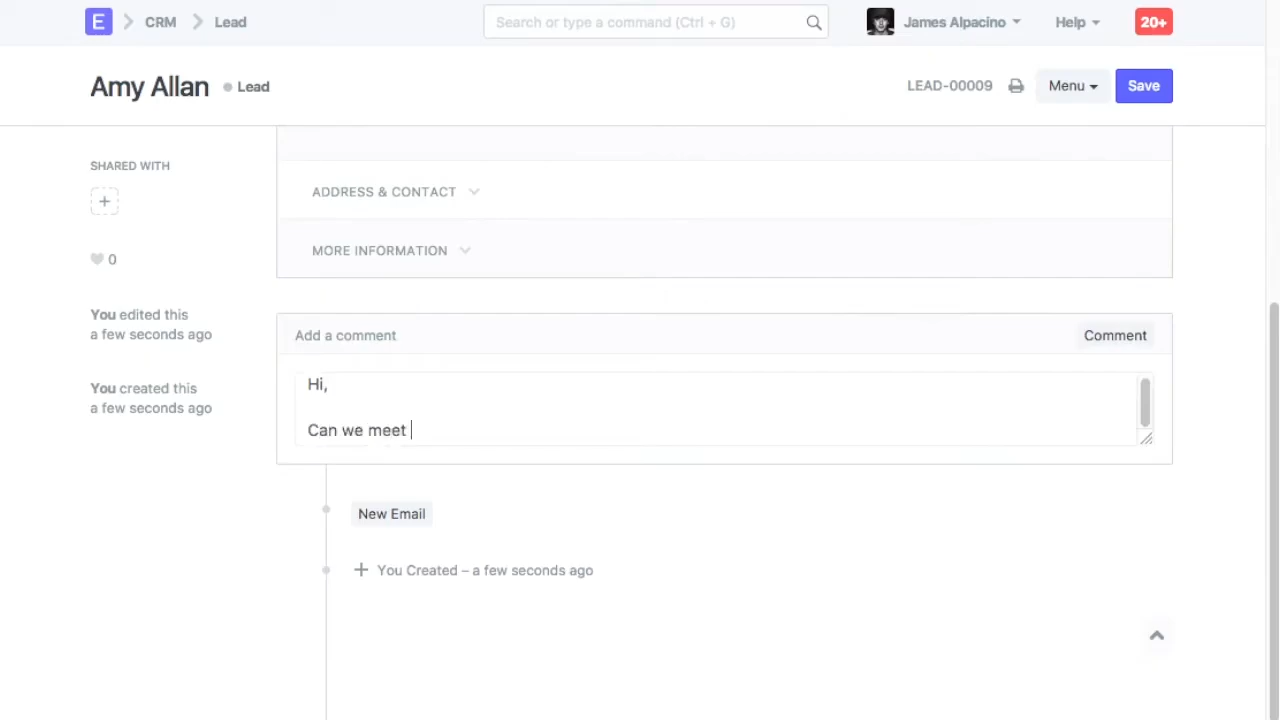 E CRM Lead Search or type a command (Ctrl + G) James Alpacino Help 20+
Amy Allan Lead LEAD-00009 Menu Save
SHARED WITH
+
0
You edited this
a few seconds ago
You created this
a few seconds ago
ADDRESS & CONTACT
MORE INFORMATION
Add a comment Comment
Hi,
Can we meet
New Email
You Created – a few seconds ago